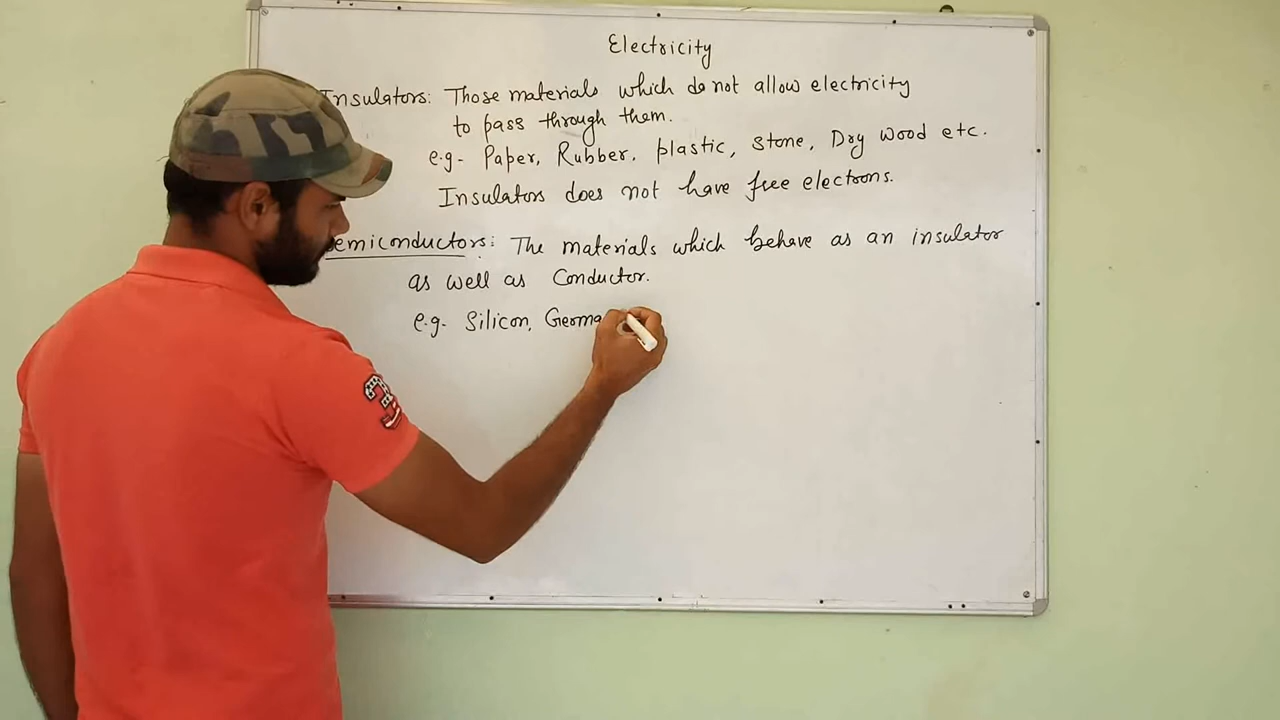 Electricity
Insulators: Those materials which do not allow electricity
to pass through them.
e.g- Paper, Rubber, plastic, stone, Dry wood etc.
Insulators does not have free electrons.
Semiconductors: The materials which behave as an insulator
as well as Conductor.
e.g- Silicon, Germa
3